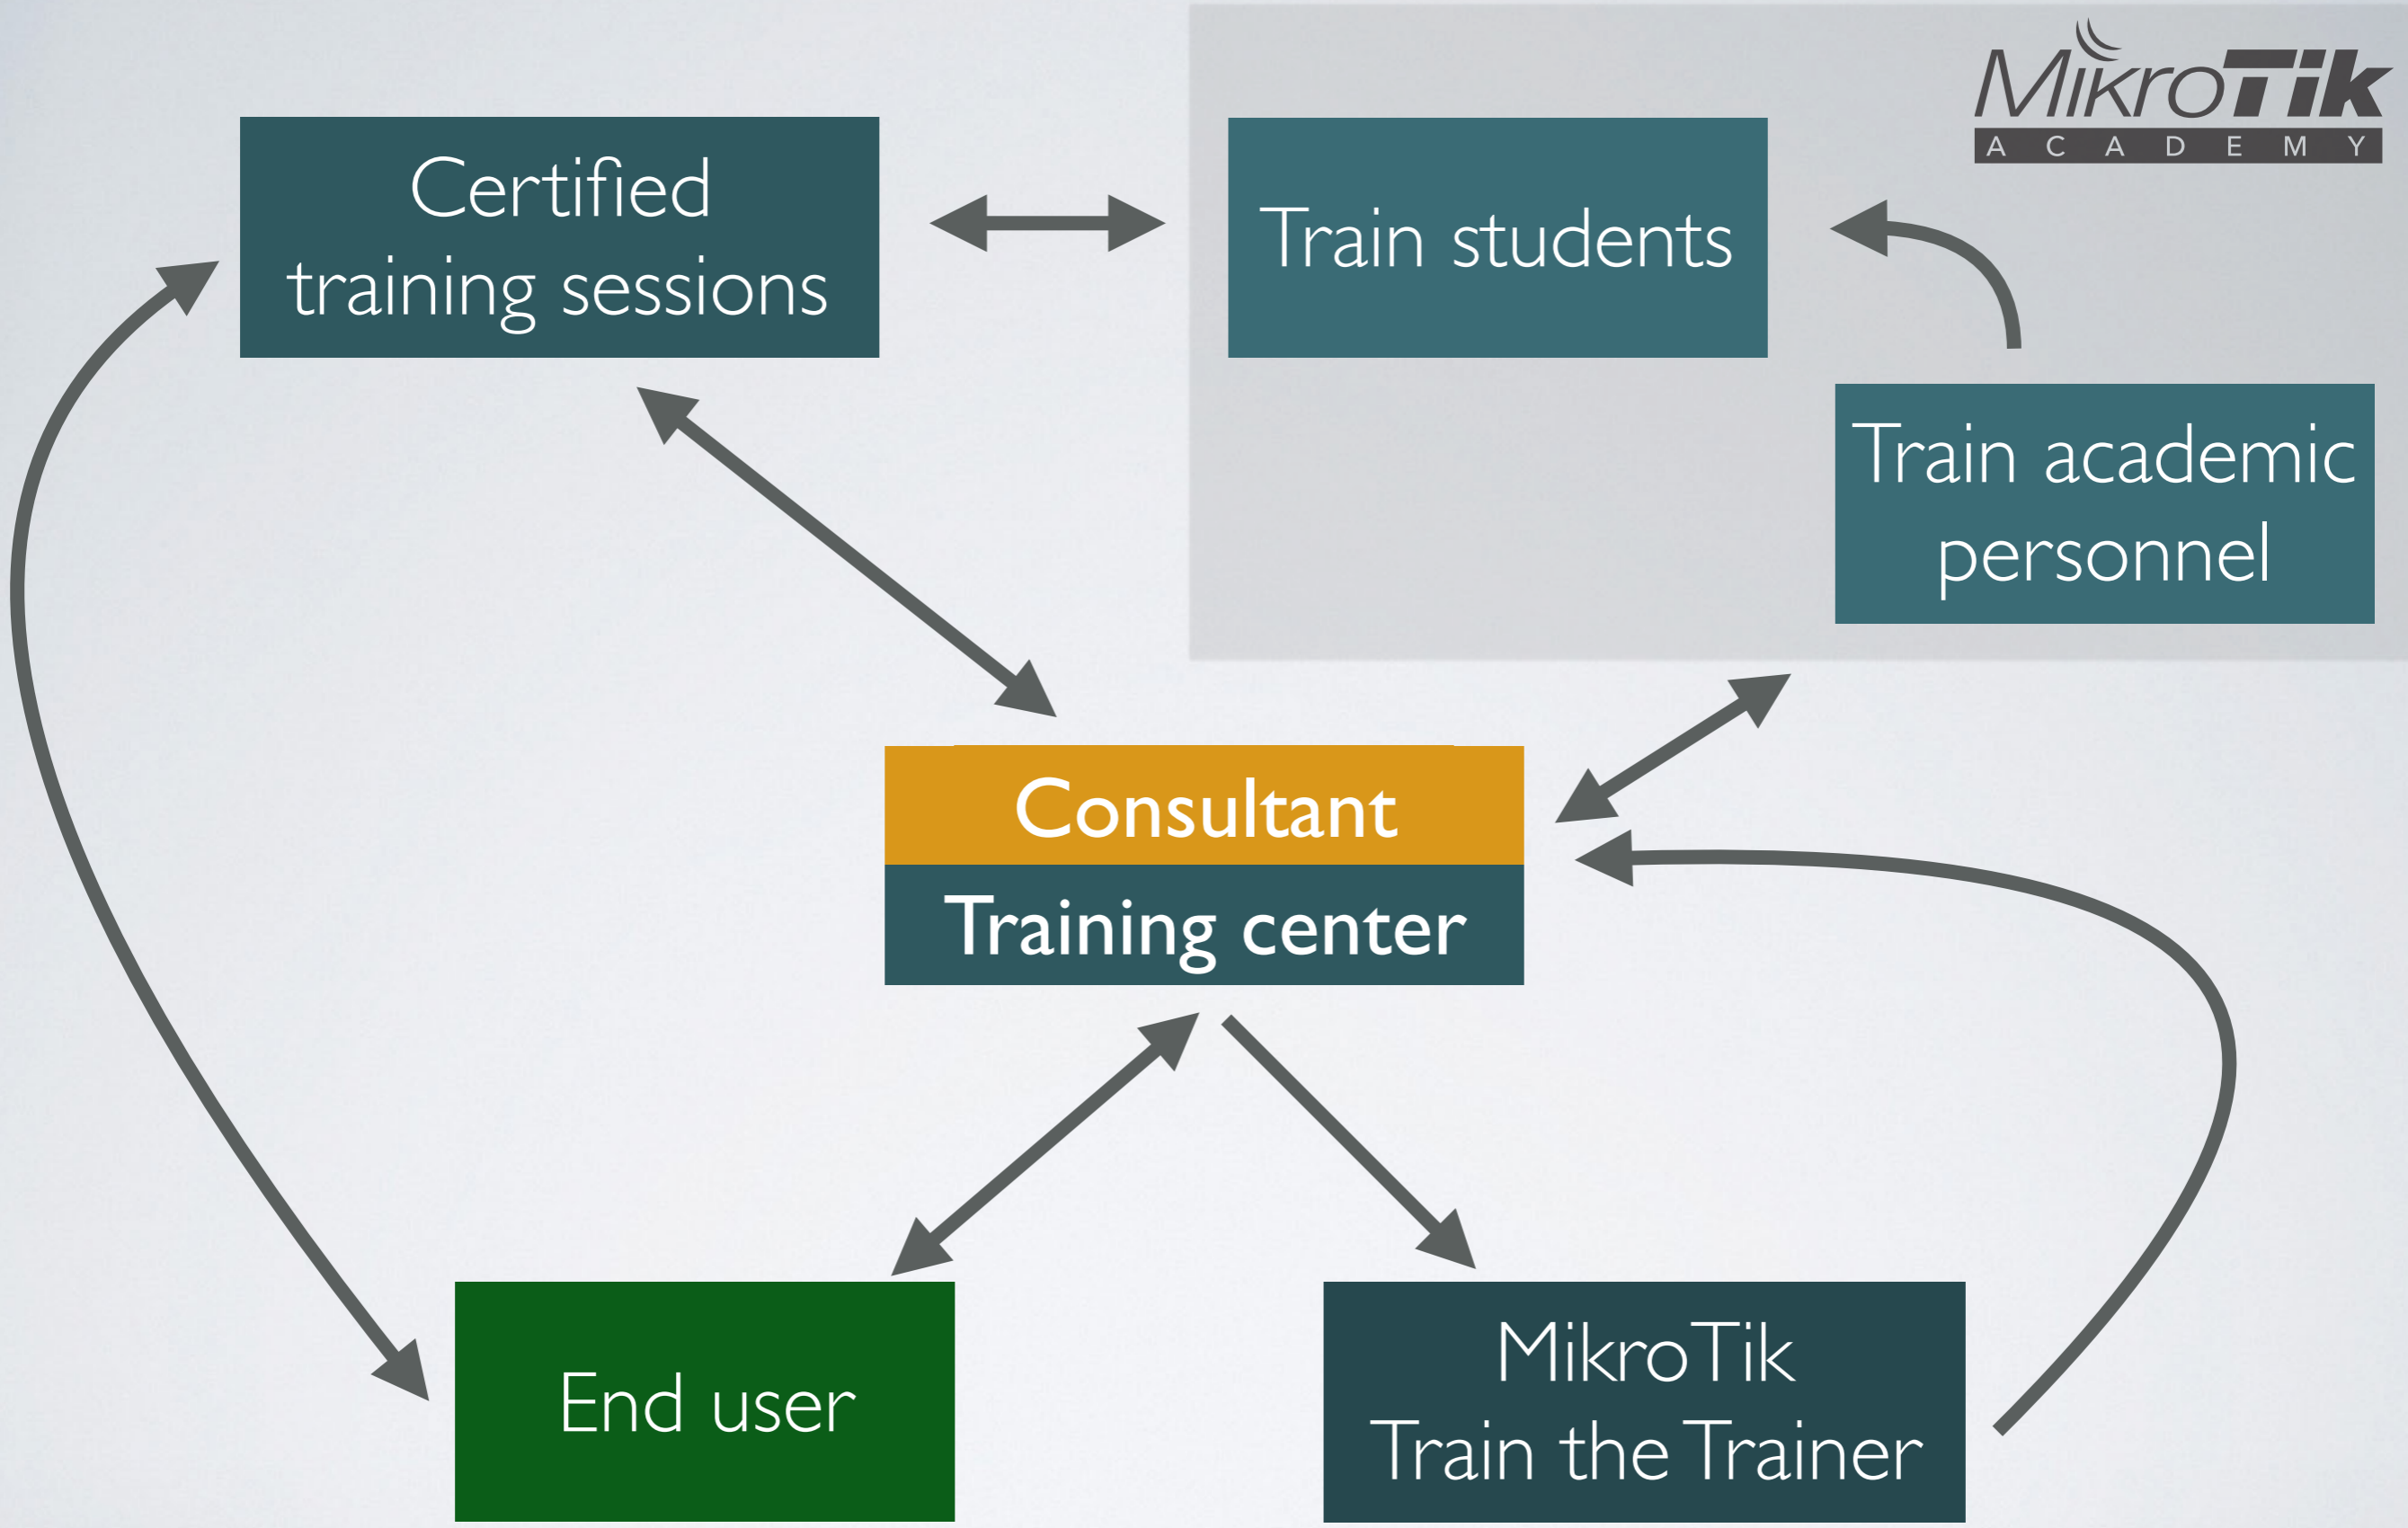 MikroTik
ACADEMY
Certified
training sessions
Train students
Train academic
personnel
Consultant
Training center
End user
MikroTik
Train the Trainer